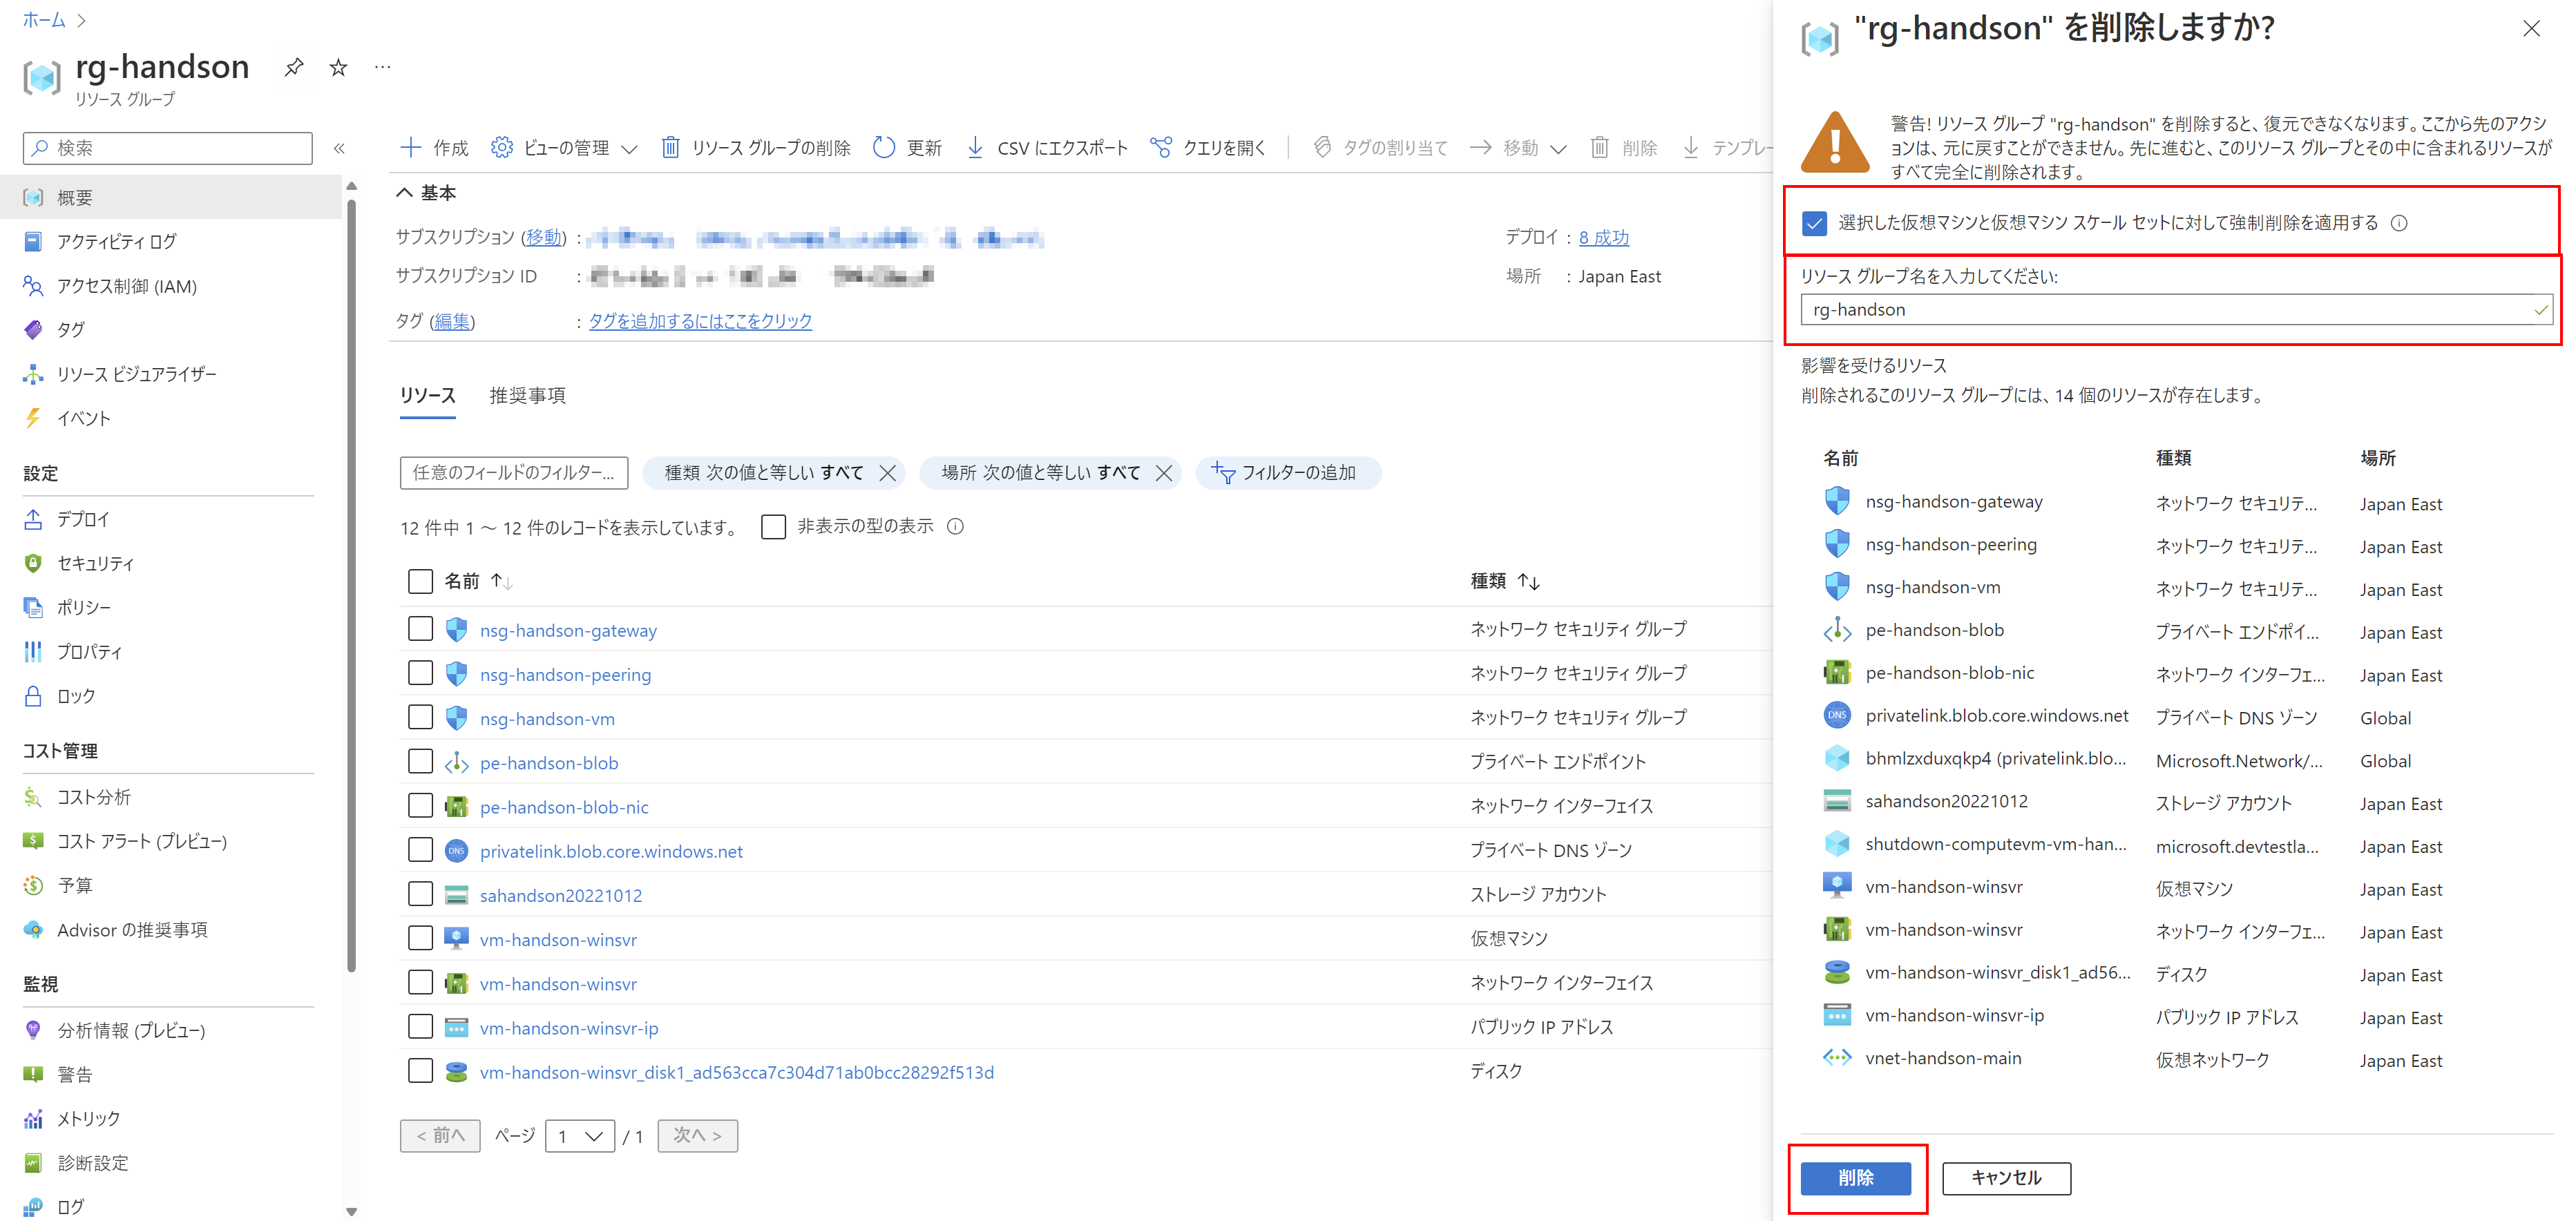 ホーム
rg-handson
リソース グループ
検索
概要
アクティビティ ログ
アクセス制御 (IAM)
タグ
リソース ビジュアライザー
イベント
設定
デプロイ
セキュリティ
ポリシー
プロパティ
ロック
コスト管理
コスト分析
コスト アラート (プレビュー)
予算
Advisor の推奨事項
監視
分析情報 (プレビュー)
警告
メトリック
診断設定
ログ
作成 ビューの管理 リソース グループの削除 更新 CSV にエクスポート クエリを開く タグの割り当て 移動 削除 テンプレー
基本
サブスクリプション (移動) :
サブスクリプション ID :
タグ (編集) : タグを追加するにはここをクリック
デプロイ : 8 成功
場所 : Japan East
リソース 推奨事項
任意のフィールドのフィルター... 種類 次の値と等しい すべて 場所 次の値と等しい すべて フィルターの追加
12 件中 1 ～ 12 件のレコードを表示しています。 非表示の型の表示
名前 種類
nsg-handson-gateway ネットワーク セキュリティ グループ
nsg-handson-peering ネットワーク セキュリティ グループ
nsg-handson-vm ネットワーク セキュリティ グループ
pe-handson-blob プライベート エンドポイント
pe-handson-blob-nic ネットワーク インターフェイス
privatelink.blob.core.windows.net プライベート DNS ゾーン
sahandson20221012 ストレージ アカウント
vm-handson-winsvr 仮想マシン
vm-handson-winsvr ネットワーク インターフェイス
vm-handson-winsvr-ip パブリック IP アドレス
vm-handson-winsvr_disk1_ad563cca7c304d71ab0bcc28292f513d ディスク
< 前へ ページ 1 / 1 次へ >
"rg-handson" を削除しますか?
警告! リソース グループ "rg-handson" を削除すると、復元できなくなります。ここから先のアクシ
ョンは、元に戻すことができません。先に進むと、このリソース グループとその中に含まれるリソースが
すべて完全に削除されます。
選択した仮想マシンと仮想マシン スケール セットに対して強制削除を適用する
リソース グループ名を入力してください:
rg-handson
影響を受けるリソース
削除されるこのリソース グループには、14 個のリソースが存在します。
名前 種類 場所
nsg-handson-gateway ネットワーク セキュリテ... Japan East
nsg-handson-peering ネットワーク セキュリテ... Japan East
nsg-handson-vm ネットワーク セキュリテ... Japan East
pe-handson-blob プライベート エンドポイ... Japan East
pe-handson-blob-nic ネットワーク インターフェ... Japan East
DNS privatelink.blob.core.windows.net プライベート DNS ゾーン Global
bhmlzxduxqkp4 (privatelink.blo... Microsoft.Network/... Global
sahandson20221012 ストレージ アカウント Japan East
shutdown-computevm-vm-han... microsoft.devtestla... Japan East
vm-handson-winsvr 仮想マシン Japan East
vm-handson-winsvr ネットワーク インターフェ... Japan East
vm-handson-winsvr_disk1_ad56... ディスク Japan East
vm-handson-winsvr-ip パブリック IP アドレス Japan East
vnet-handson-main 仮想ネットワーク Japan East
削除 キャンセル